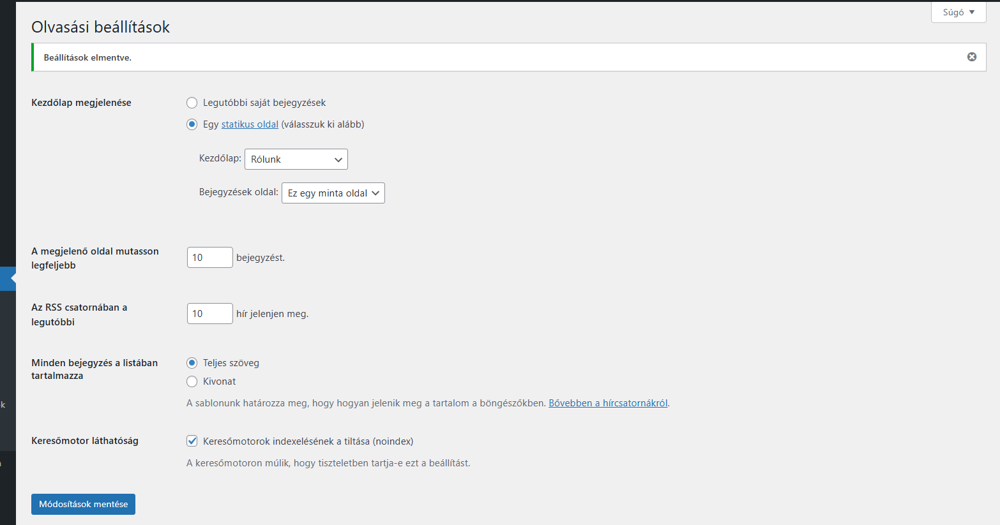 Súgó
Olvasási beállítások
Beállítások elmentve.
Kezdőlap megjelenése
Legutóbbi saját bejegyzések
Egy statikus oldal (válasszuk ki alább)
Kezdőlap: Rólunk
Bejegyzések oldal: Ez egy minta oldal
A megjelenő oldal mutasson
legfeljebb
10 bejegyzést.
Az RSS csatornában a
legutóbbi
10 hír jelenjen meg.
Minden bejegyzés a listában
tartalmazza
Teljes szöveg
Kivonat
A sablonunk határozza meg, hogy hogyan jelenik meg a tartalom a böngészőkben. Bővebben a hírcsatornákról.
Keresőmotor láthatóság
Keresőmotorok indexelésének a tiltása (noindex)
A keresőmotoron múlik, hogy tiszteletben tartja-e ezt a beállítást.
Módosítások mentése